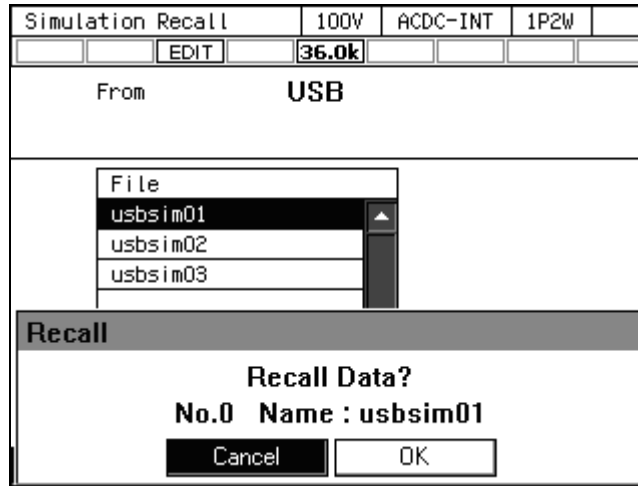 Simulation Recall 100V ACDC-INT 1P2W
EDIT 36.0k
From USB
File
usbsim01
usbsim02
usbsim03
Recall
Recall Data?
No.0 Name : usbsim01
Cancel OK